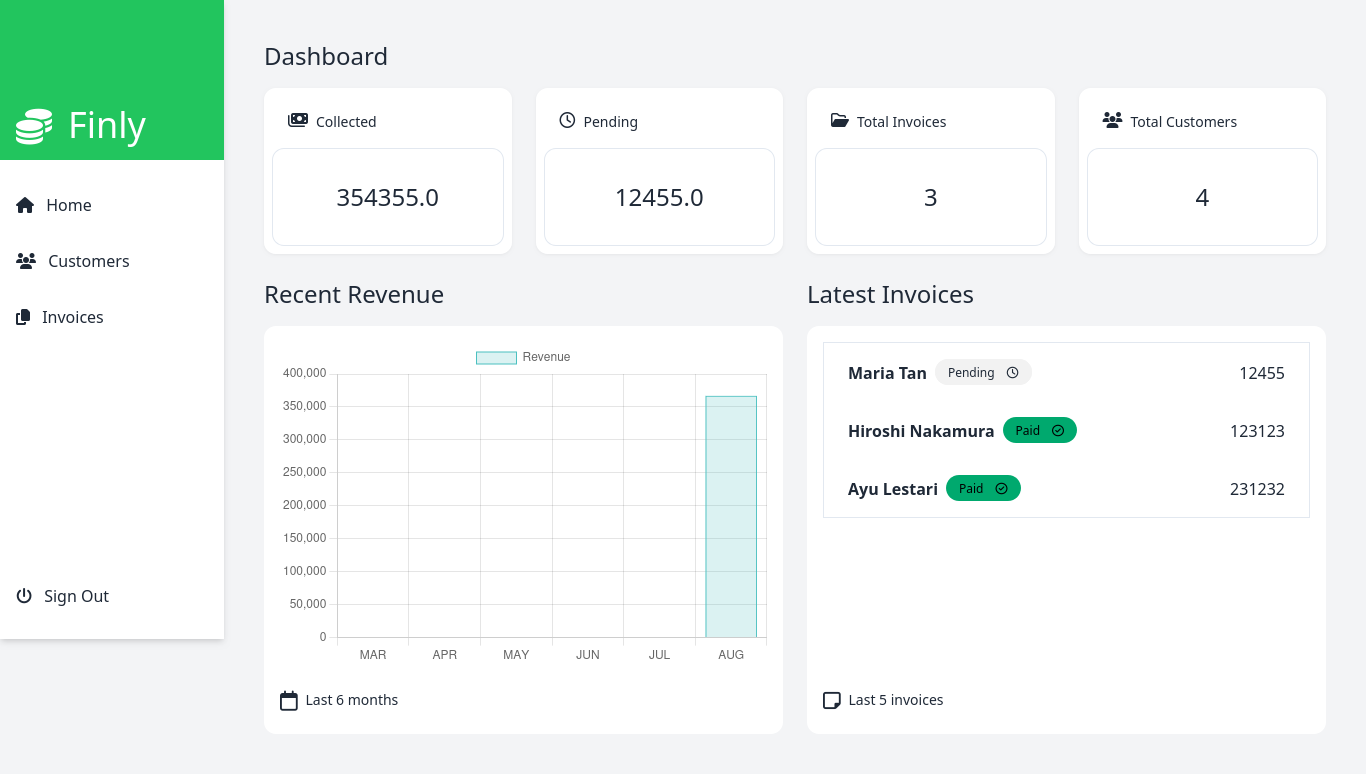 Finly
Home
Customers
Invoices
Sign Out
Dashboard
Collected
354355.0
Pending
12455.0
Total Invoices
3
Total Customers
4
Recent Revenue
Revenue
400,000
350,000
300,000
250,000
200,000
150,000
100,000
50,000
0
MAR APR MAY JUN JUL AUG
Last 6 months
Latest Invoices
Maria Tan Pending 12455
Hiroshi Nakamura Paid 123123
Ayu Lestari Paid 231232
Last 5 invoices